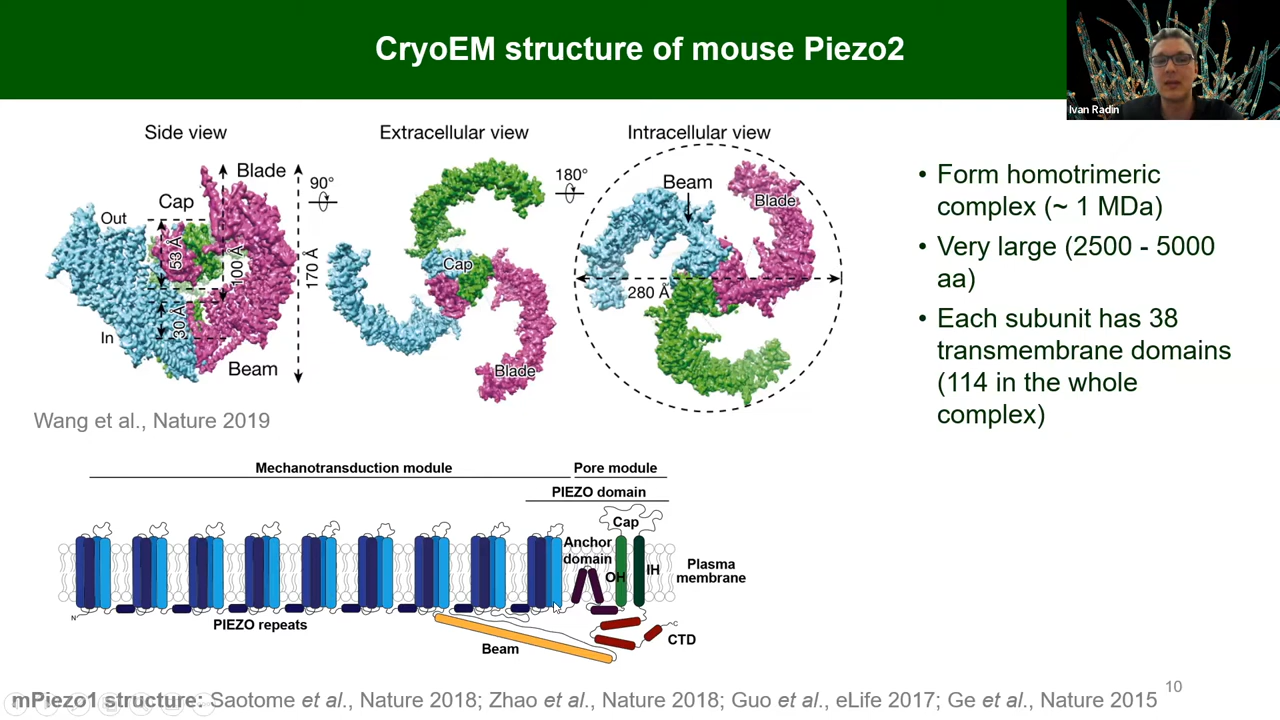 CryoEM structure of mouse Piezo2
Ivan Radin
Side view
Extracellular view
Intracellular view
Blade
Cap
Out
53 Å
100 Å
170 Å
30 Å
In
Beam
90°
Cap
Blade
180°
Beam
Blade
280 Å
Wang et al., Nature 2019
• Form homotrimeric
complex (~ 1 MDa)
• Very large (2500 - 5000
aa)
• Each subunit has 38
transmembrane domains
(114 in the whole
complex)
Mechanotransduction module
Pore module
PIEZO domain
Cap
Anchor
domain
OH
IH
Plasma
membrane
N
PIEZO repeats
Beam
C
CTD
mPiezo1 structure: Saotome et al., Nature 2018; Zhao et al., Nature 2018; Guo et al., eLife 2017; Ge et al., Nature 2015
10